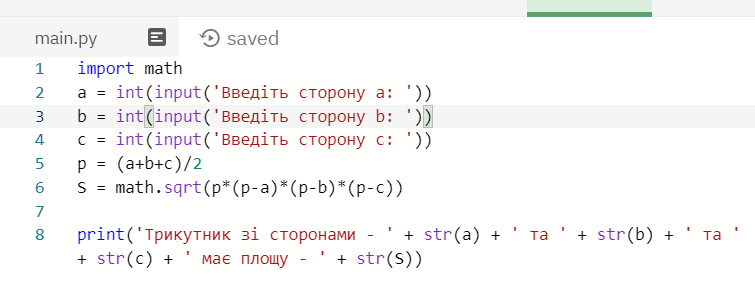 main.py saved
1 import math
2 a = int(input('Введіть сторону a: '))
3 b = int(input('Введіть сторону b: '))
4 c = int(input('Введіть сторону c: '))
5 p = (a+b+c)/2
6 S = math.sqrt(p*(p-a)*(p-b)*(p-c))
7
8 print('Трикутник зі сторонами - ' + str(a) + ' та ' + str(b) + ' та '
+ str(c) + ' має площу - ' + str(S))